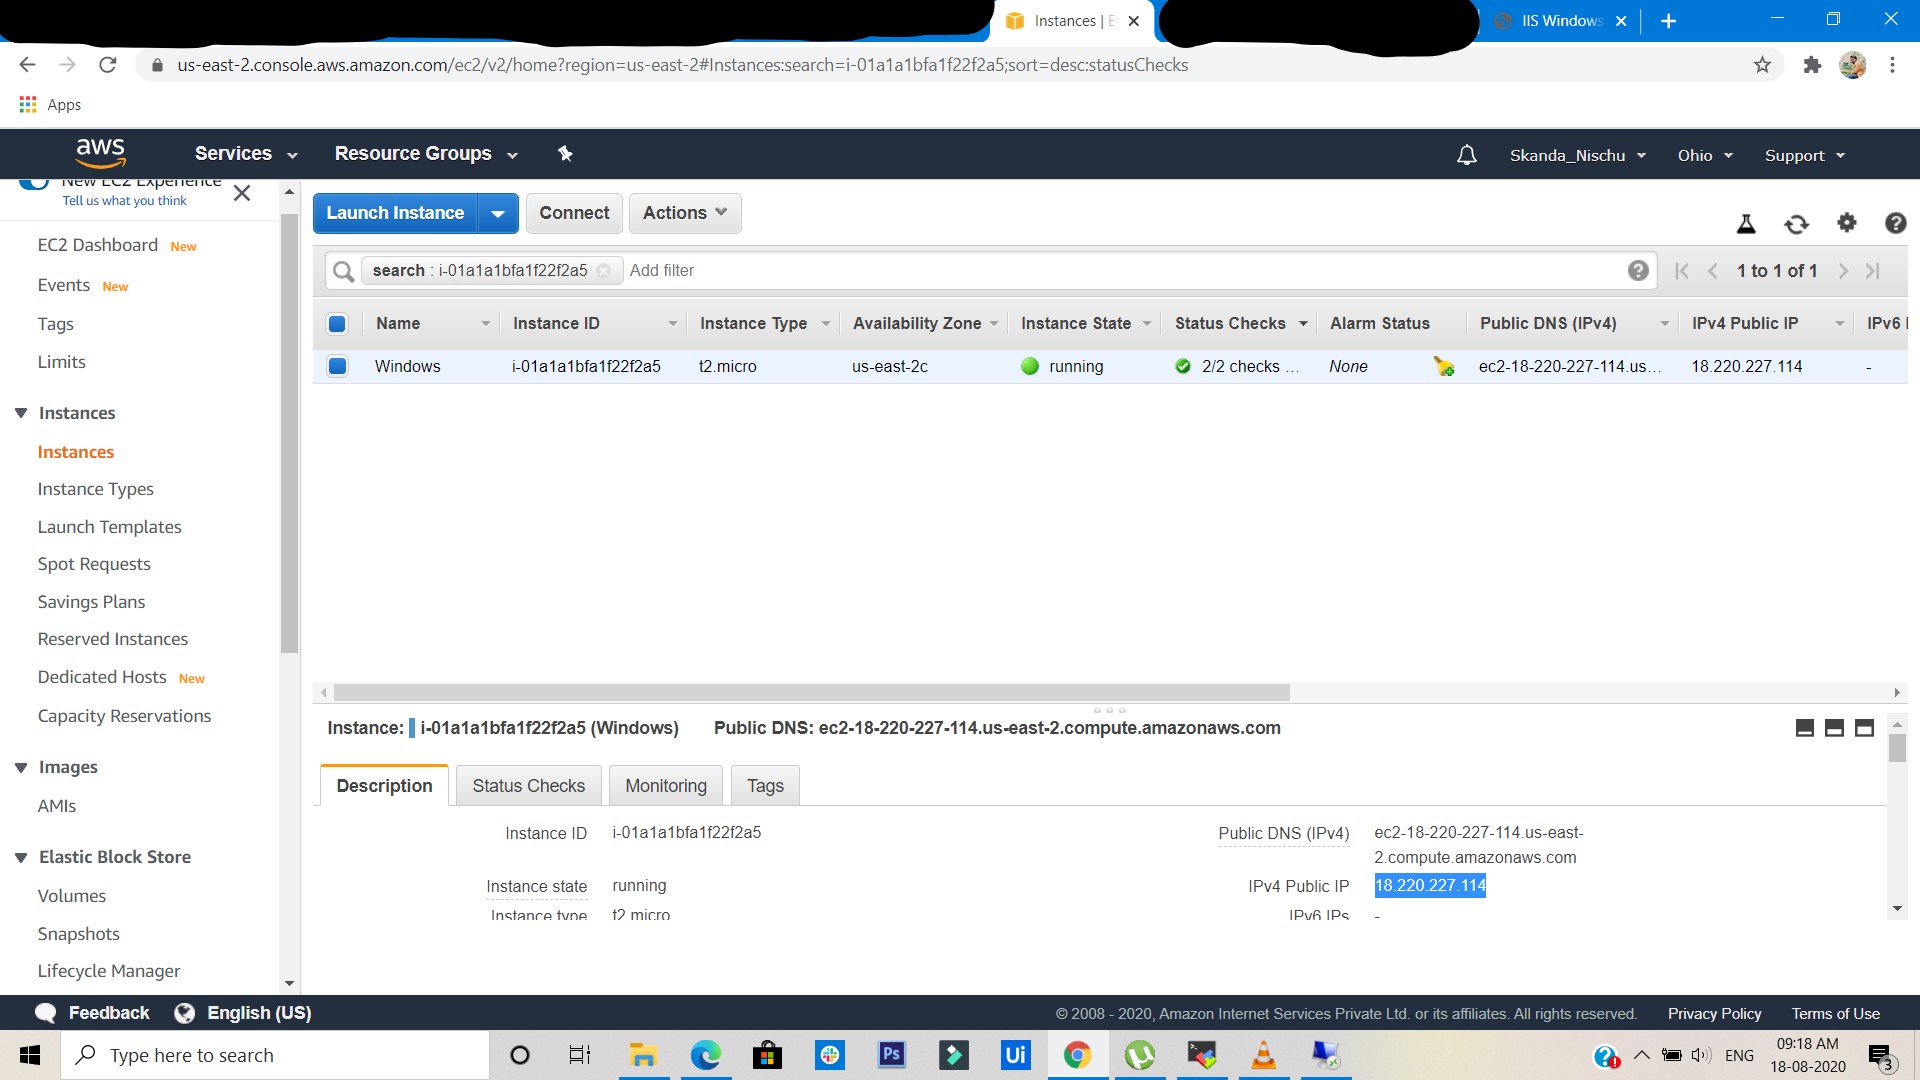 Instances | E
IIS Windows
us-east-2.console.aws.amazon.com/ec2/v2/home?region=us-east-2#Instances:search=i-01a1a1bfa1f22f2a5;sort=desc:statusChecks
Apps
aws Services Resource Groups Skanda_Nischu Ohio Support
New EC2 Experience
Tell us what you think
EC2 Dashboard New
Events New
Tags
Limits
Instances
Instances
Instance Types
Launch Templates
Spot Requests
Savings Plans
Reserved Instances
Dedicated Hosts New
Capacity Reservations
Images
AMIs
Elastic Block Store
Volumes
Snapshots
Lifecycle Manager
Launch Instance Connect Actions
search : i-01a1a1bfa1f22f2a5 Add filter 1 to 1 of 1
Name Instance ID Instance Type Availability Zone Instance State Status Checks Alarm Status Public DNS (IPv4) IPv4 Public IP IPv6 I
Windows i-01a1a1bfa1f22f2a5 t2.micro us-east-2c running 2/2 checks ... None ec2-18-220-227-114.us... 18.220.227.114 -
Instance: i-01a1a1bfa1f22f2a5 (Windows) Public DNS: ec2-18-220-227-114.us-east-2.compute.amazonaws.com
Description Status Checks Monitoring Tags
Instance ID i-01a1a1bfa1f22f2a5 Public DNS (IPv4) ec2-18-220-227-114.us-east-
2.compute.amazonaws.com
Instance state running IPv4 Public IP 18.220.227.114
Instance type t2.micro IPv6 IPs -
Feedback English (US) © 2008 - 2020, Amazon Internet Services Private Ltd. or its affiliates. All rights reserved. Privacy Policy Terms of Use
Type here to search
Ps
Ui
ENG
09:18 AM
18-08-2020
3